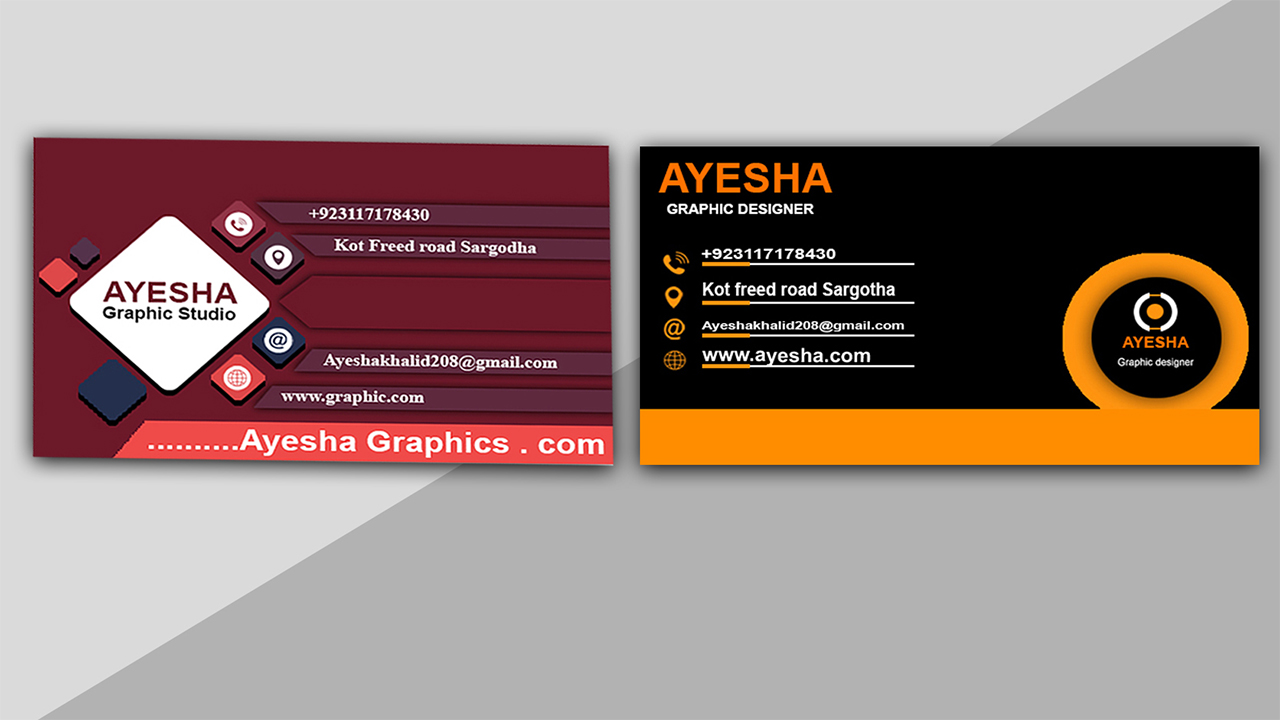 +923117178430
Kot Freed road Sargodha
AYESHA
Graphic Studio
Ayeshakhalid208@gmail.com
www.graphic.com
..........Ayesha Graphics . com
AYESHA
GRAPHIC DESIGNER
+923117178430
Kot freed road Sargotha
@
Ayeshakhalid208@gmail.com
www.ayesha.com
AYESHA
Graphic designer